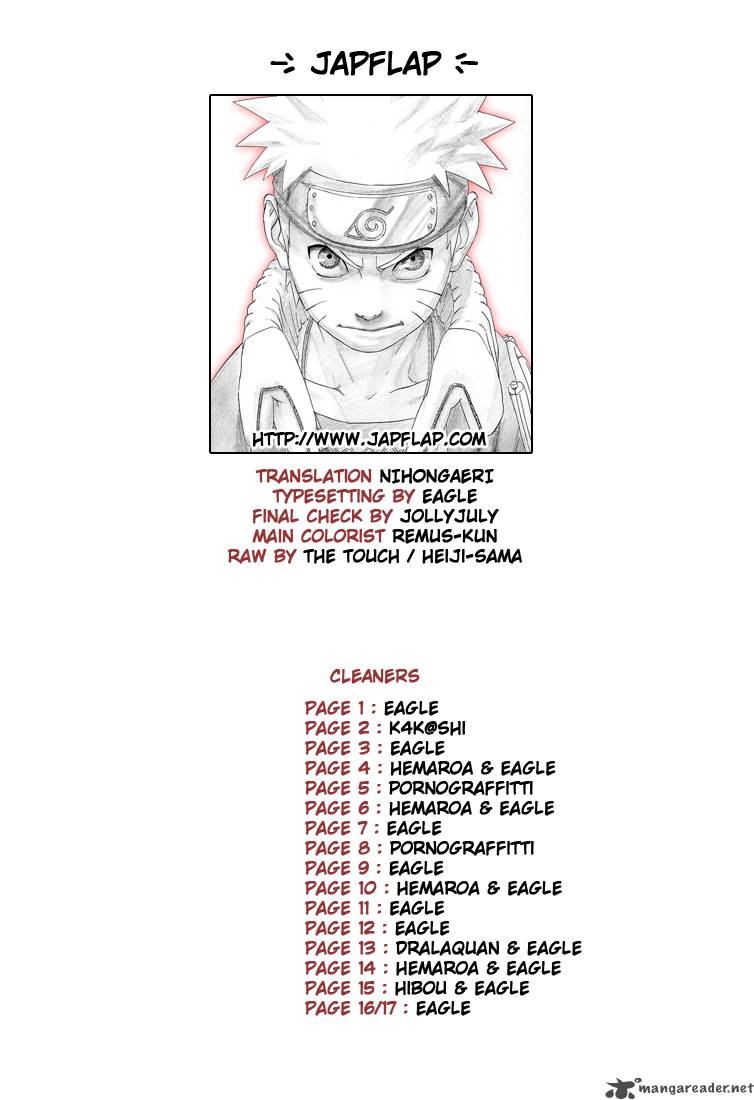 JAPFLAP
HTTP://WWW.JAPFLAP.COM
TRANSLATION NIHONGAERI
TYPESETTING BY EAGLE
FINAL CHECK BY JOLLYJULY
MAIN COLORIST REMUS-KUN
RAW BY THE TOUCH / HEIJI-SAMA
CLEANERS
PAGE 1 : EAGLE
PAGE 2 : K4K@SHI
PAGE 3 : EAGLE
PAGE 4 : HEMAROA & EAGLE
PAGE 5 : PORNOGRAFFITTI
PAGE 6 : HEMAROA & EAGLE
PAGE 7 : EAGLE
PAGE 8 : PORNOGRAFFITTI
PAGE 9 : EAGLE
PAGE 10 : HEMAROA & EAGLE
PAGE 11 : EAGLE
PAGE 12 : EAGLE
PAGE 13 : DRALAQUAN & EAGLE
PAGE 14 : HEMAROA & EAGLE
PAGE 15 : HIBOU & EAGLE
PAGE 16/17 : EAGLE
mangareader.net